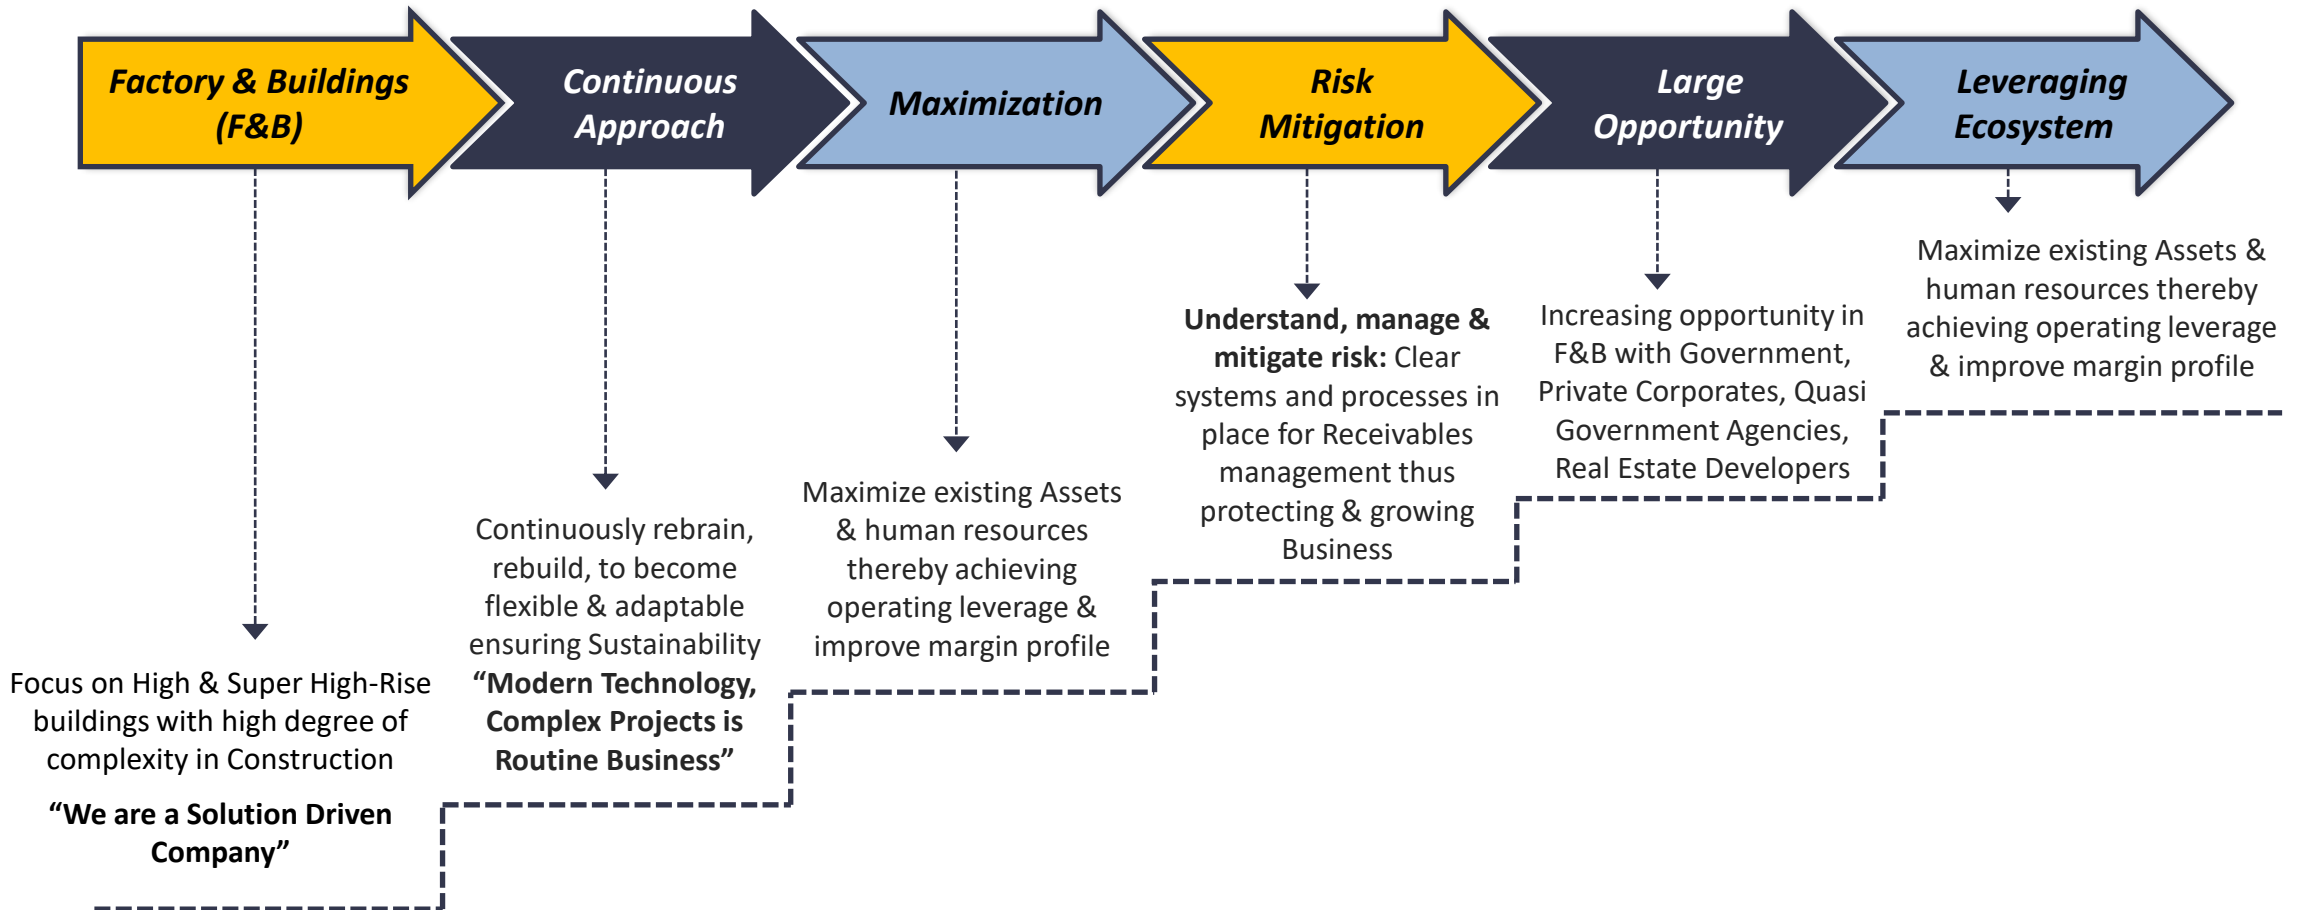 Factory & Buildings
(F&B)
Continuous
Approach
Maximization
Risk
Mitigation
Large
Opportunity
Leveraging
Ecosystem
Focus on High & Super High-Rise
buildings with high degree of
complexity in Construction
“We are a Solution Driven
Company”
Continuously rebrain,
rebuild, to become
flexible & adaptable
ensuring Sustainability
“Modern Technology,
Complex Projects is
Routine Business”
Maximize existing Assets
& human resources
thereby achieving
operating leverage &
improve margin profile
Understand, manage &
mitigate risk: Clear
systems and processes in
place for Receivables
management thus
protecting & growing
Business
Increasing opportunity in
F&B with Government,
Private Corporates, Quasi
Government Agencies,
Real Estate Developers
Maximize existing Assets &
human resources thereby
achieving operating leverage
& improve margin profile